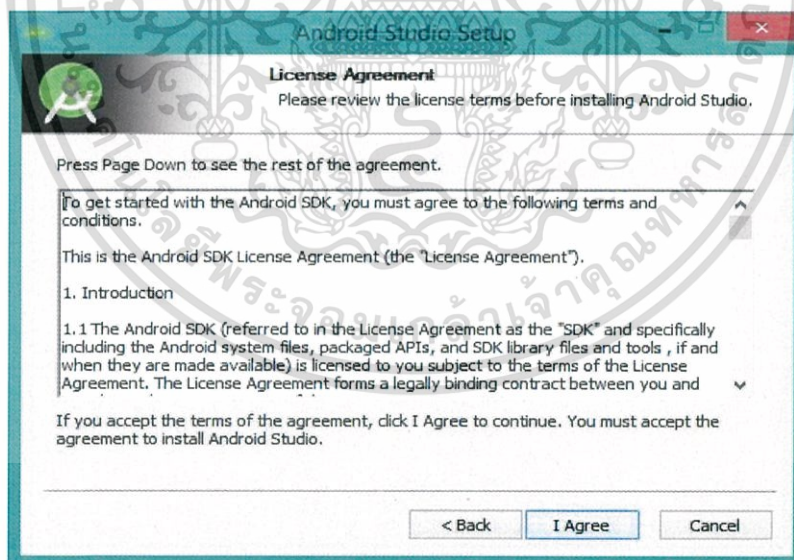 Android Studio Setup
License Agreement
Please review the license terms before installing Android Studio.
Press Page Down to see the rest of the agreement.
To get started with the Android SDK, you must agree to the following terms and
conditions.
This is the Android SDK License Agreement (the "License Agreement").
1. Introduction
1.1 The Android SDK (referred to in the License Agreement as the "SDK" and specifically
including the Android system files, packaged APIs, and SDK library files and tools , if and
when they are made available) is licensed to you subject to the terms of the License
Agreement. The License Agreement forms a legally binding contract between you and
If you accept the terms of the agreement, click I Agree to continue. You must accept the
agreement to install Android Studio.
< Back
I Agree
Cancel